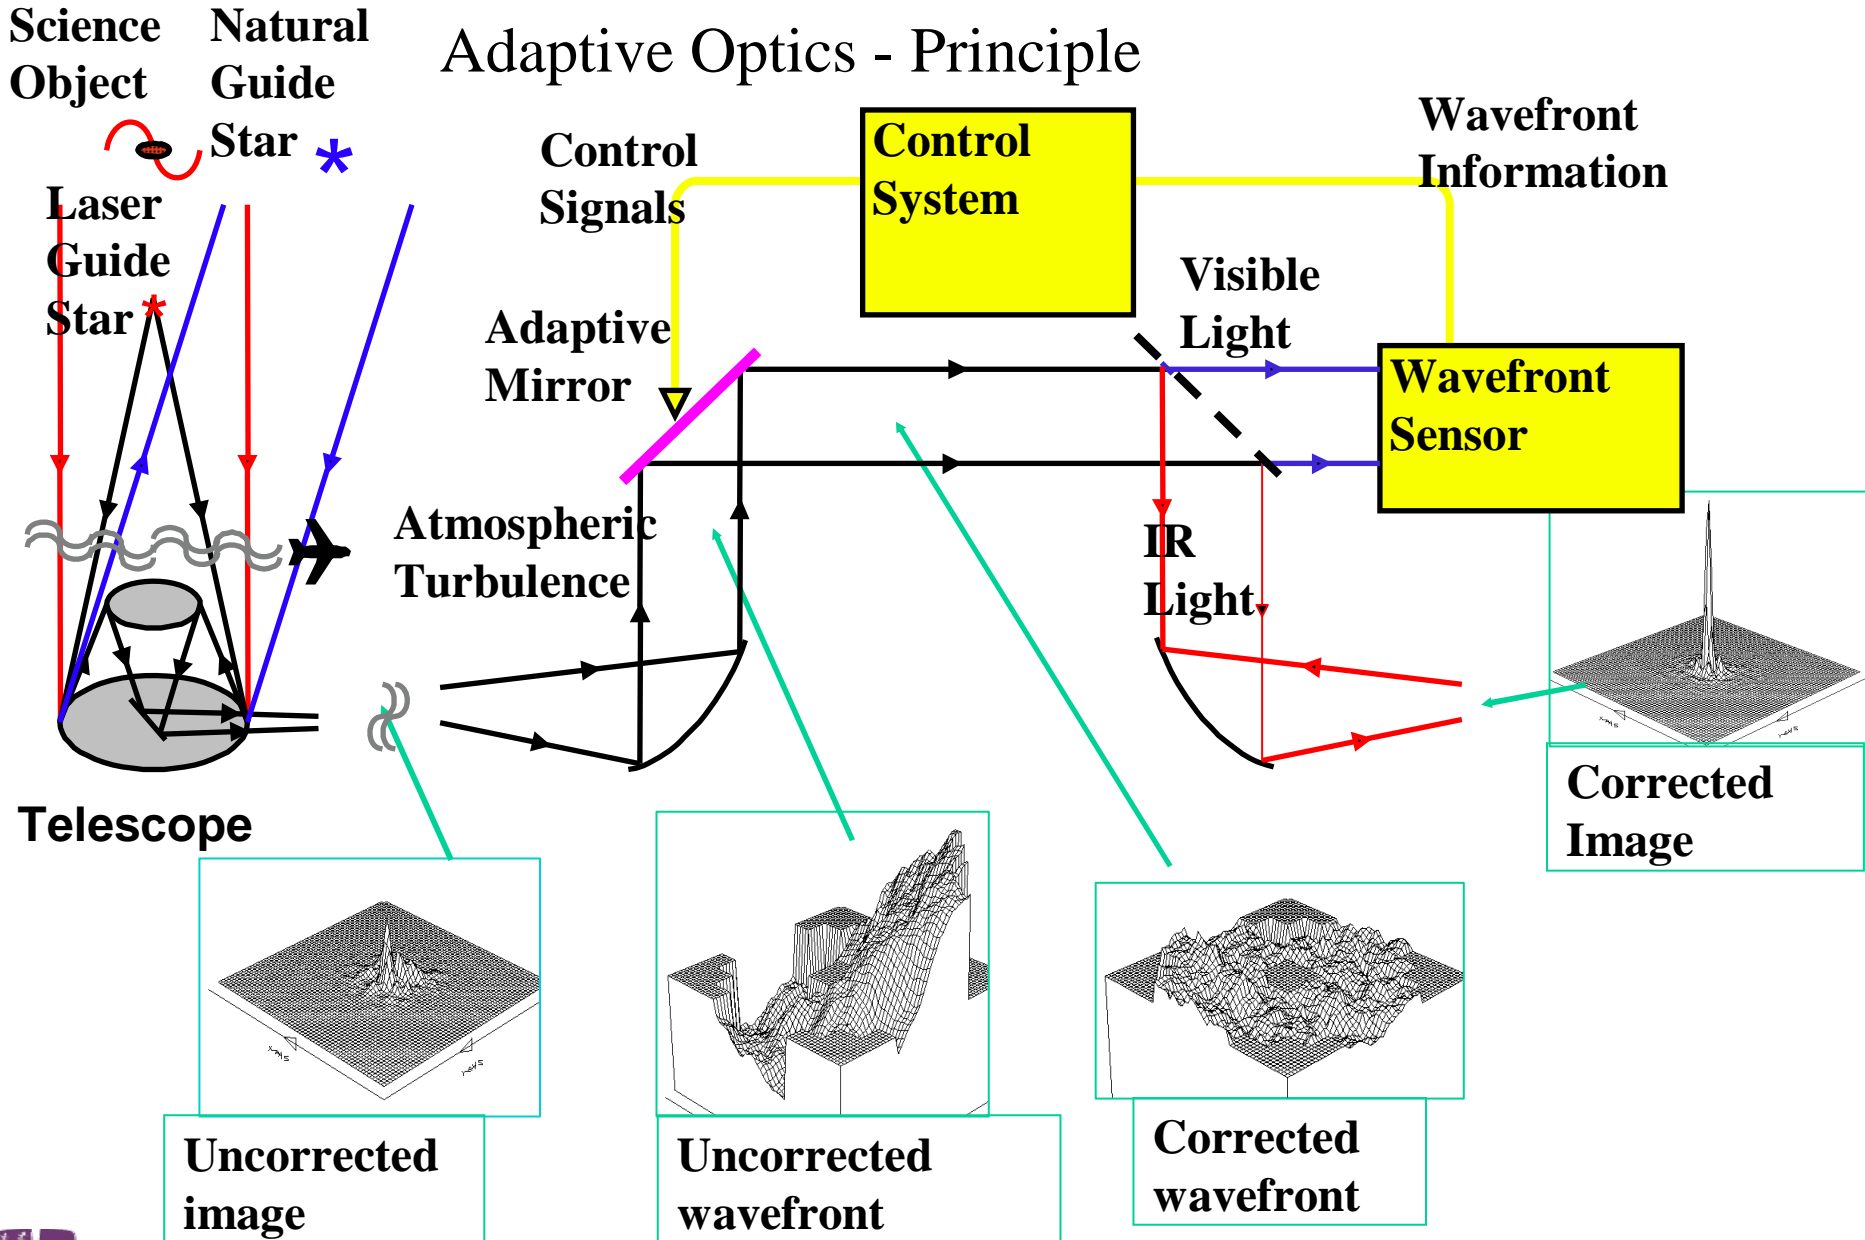 Adaptive Optics - Principle
Science
Object
Natural
Guide
Star
Laser
Guide
Star
Control
Signals
Control
System
Wavefront
Information
Visible
Light
Adaptive
Mirror
Wavefront
Sensor
Atmospheric
Turbulence
IR
Light
Telescope
Corrected
Image
Uncorrected
image
Uncorrected
wavefront
Corrected
wavefront